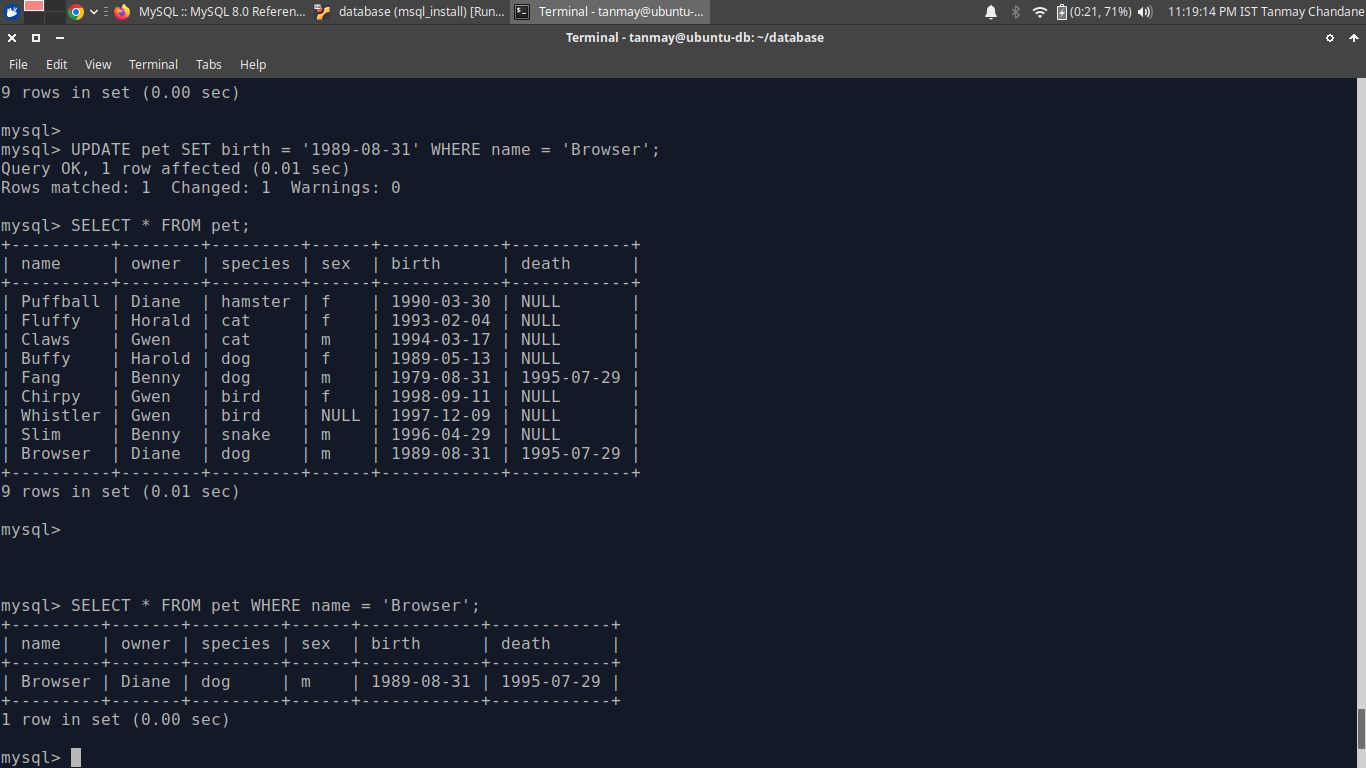 MySQL :: MySQL 8.0 Referen... database (msql_install) [Run... Terminal - tanmay@ubuntu-... (0:21, 71%) 11:19:14 PM IST Tanmay Chandane
Terminal - tanmay@ubuntu-db: ~/database
File Edit View Terminal Tabs Help
9 rows in set (0.00 sec)
mysql>
mysql> UPDATE pet SET birth = '1989-08-31' WHERE name = 'Browser';
Query OK, 1 row affected (0.01 sec)
Rows matched: 1  Changed: 1  Warnings: 0
mysql> SELECT * FROM pet;
+----------+--------+---------+------+------------+------------+
| name     | owner  | species | sex  | birth      | death      |
+----------+--------+---------+------+------------+------------+
| Puffball | Diane  | hamster | f    | 1990-03-30 | NULL       |
| Fluffy   | Horald | cat     | f    | 1993-02-04 | NULL       |
| Claws    | Gwen   | cat     | m    | 1994-03-17 | NULL       |
| Buffy    | Harold | dog     | f    | 1989-05-13 | NULL       |
| Fang     | Benny  | dog     | m    | 1979-08-31 | 1995-07-29 |
| Chirpy   | Gwen   | bird    | f    | 1998-09-11 | NULL       |
| Whistler | Gwen   | bird    | NULL | 1997-12-09 | NULL       |
| Slim     | Benny  | snake   | m    | 1996-04-29 | NULL       |
| Browser  | Diane  | dog     | m    | 1989-08-31 | 1995-07-29 |
+----------+--------+---------+------+------------+------------+
9 rows in set (0.01 sec)
mysql>
mysql> SELECT * FROM pet WHERE name = 'Browser';
+---------+-------+---------+------+------------+------------+
| name    | owner | species | sex  | birth      | death      |
+---------+-------+---------+------+------------+------------+
| Browser | Diane | dog     | m    | 1989-08-31 | 1995-07-29 |
+---------+-------+---------+------+------------+------------+
1 row in set (0.00 sec)
mysql>